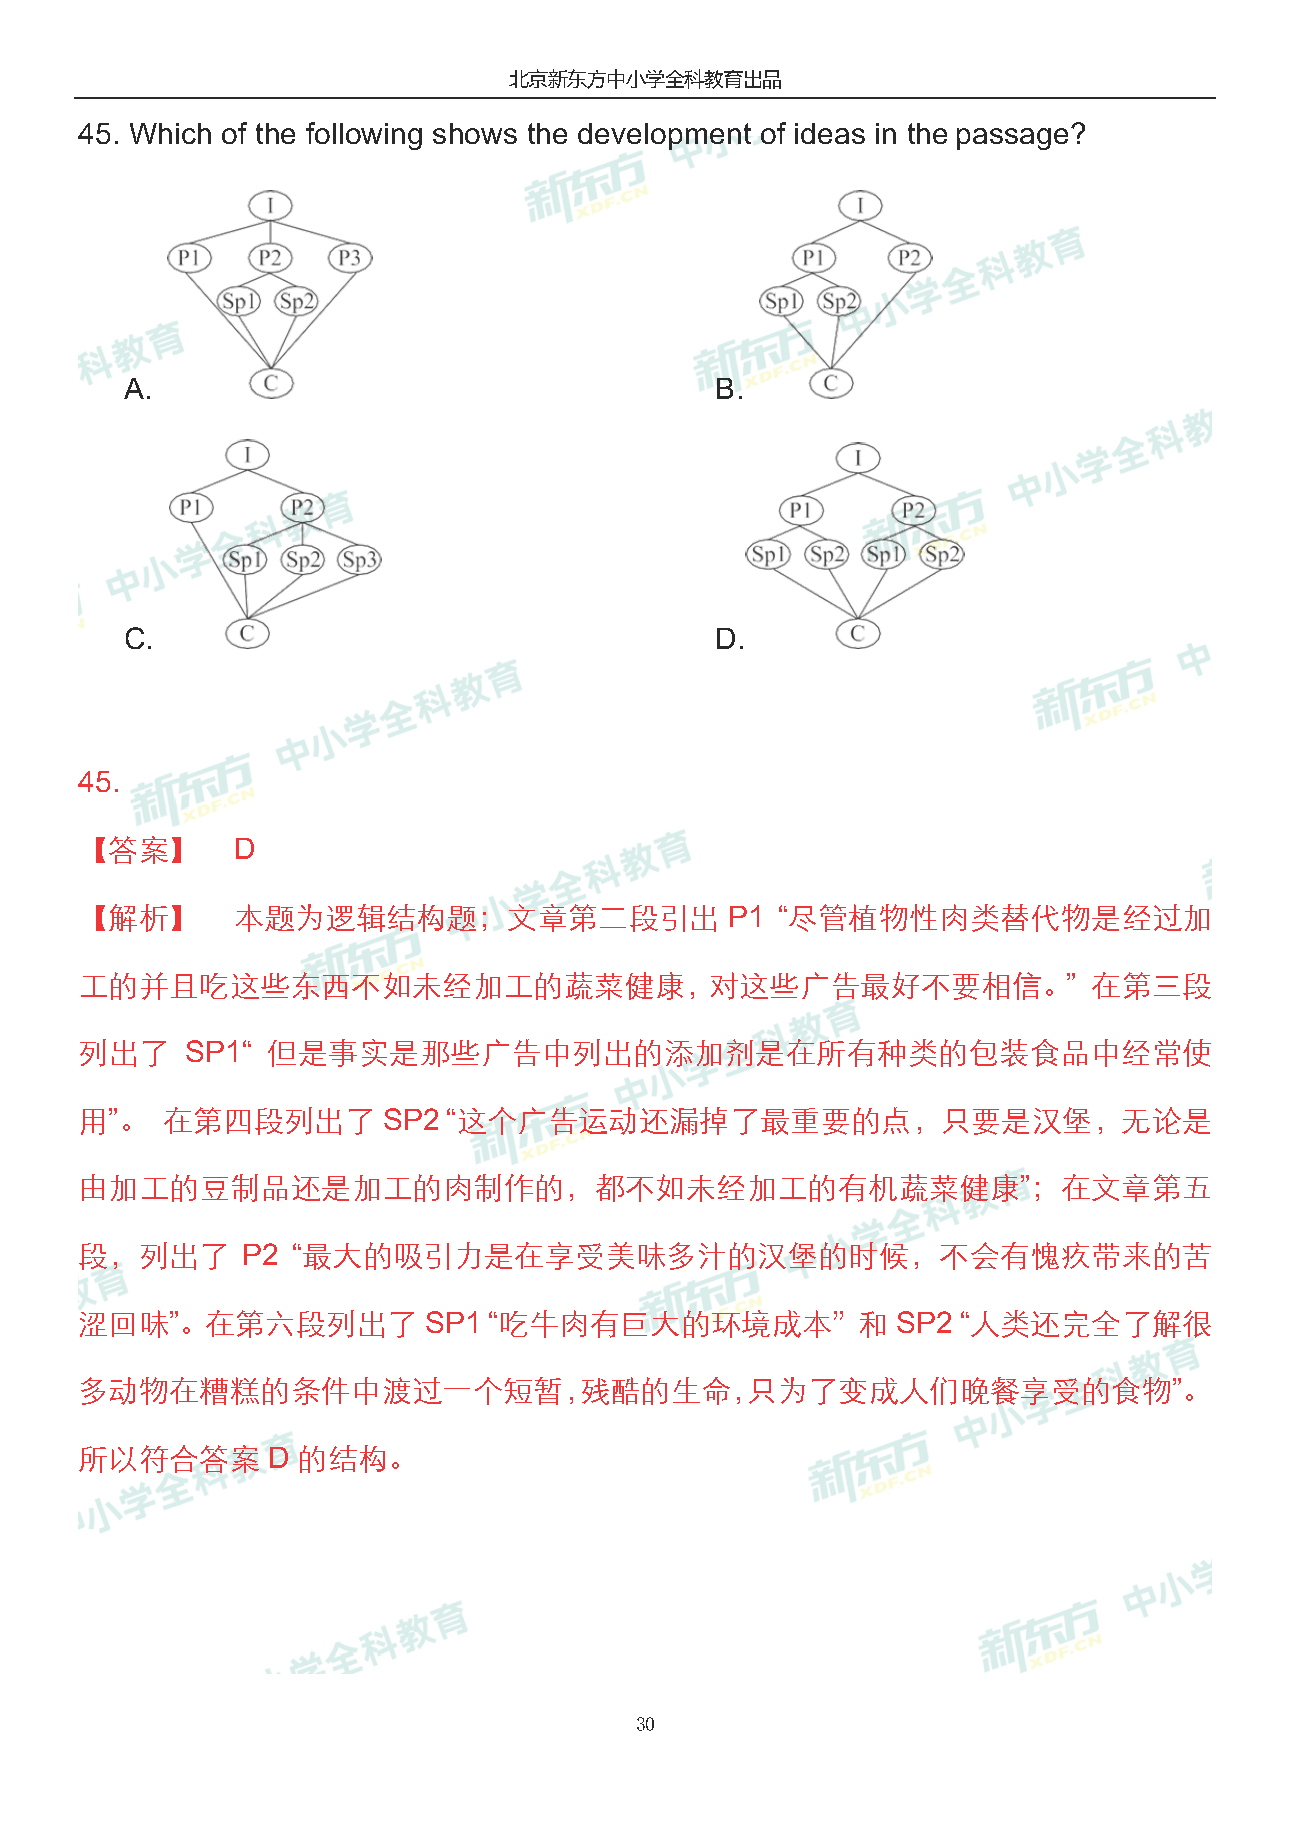 北京新东方中小学全科教育出品
45. Which of the following shows the development of ideas in the passage?
I
P1 P2 P3
Sp1 Sp2
C
A.
I
P1 P2
Sp1 Sp2
C
B.
I
P1 P2
Sp1 Sp2 Sp3
C
C.
I
P1 P2
Sp1 Sp2 Sp1 Sp2
C
D.
45.
【答案】 D
【解析】 本题为逻辑结构题；文章第二段引出 P1 “尽管植物性肉类替代物是经过加
工的并且吃这些东西不如未经加工的蔬菜健康，对这些广告最好不要相信。” 在第三段
列出了 SP1“ 但是事实是那些广告中列出的添加剂是在所有种类的包装食品中经常使
用”。 在第四段列出了 SP2 “这个广告运动还漏掉了最重要的点，只要是汉堡，无论是
由加工的豆制品还是加工的肉制作的，都不如未经加工的有机蔬菜健康”；在文章第五
段，列出了 P2 “最大的吸引力是在享受美味多汁的汉堡的时候，不会有愧疚带来的苦
涩回味”。在第六段列出了 SP1 “吃牛肉有巨大的环境成本” 和 SP2 “人类还完全了解很
多动物在糟糕的条件中渡过一个短暂,残酷的生命,只为了变成人们晚餐享受的食物”。
所以符合答案 D 的结构。
30